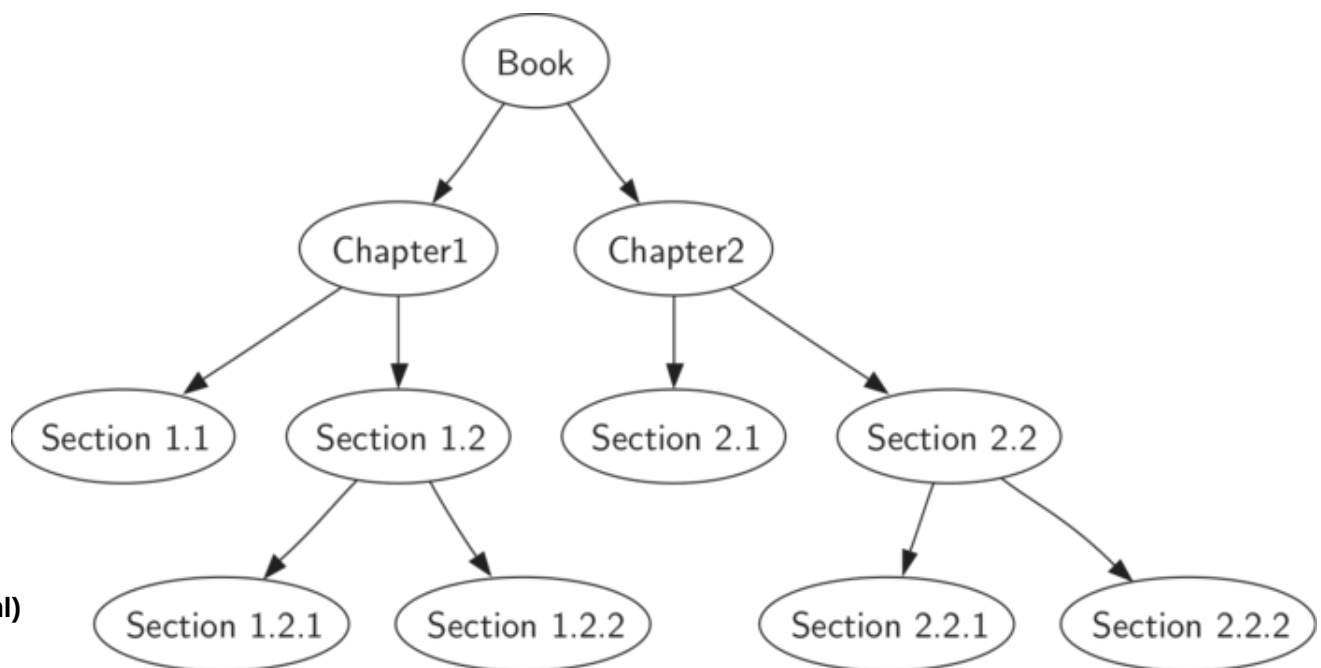 Book
Chapter1 Chapter2
Section 1.1 Section 1.2 Section 2.1 Section 2.2
al)
Section 1.2.1 Section 1.2.2 Section 2.2.1 Section 2.2.2